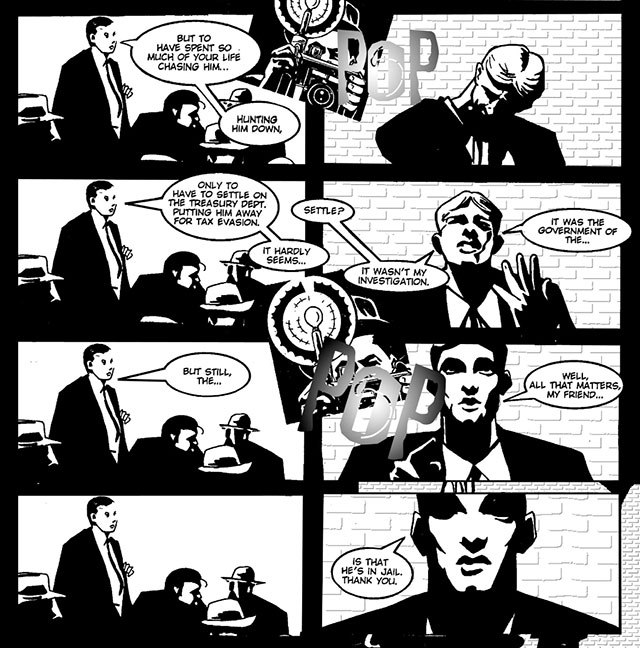 BUT TO
HAVE SPENT SO
MUCH OF YOUR LIFE
CHASING HIM...
HUNTING
HIM DOWN,
POP
ONLY TO
HAVE TO SETTLE ON
THE TREASURY DEPT.
PUTTING HIM AWAY
FOR TAX EVASION.
IT HARDLY
SEEMS...
SETTLE?
IT WASN'T MY
INVESTIGATION.
IT WAS THE
GOVERNMENT OF
THE...
BUT STILL,
THE...
POP
WELL,
ALL THAT MATTERS,
MY FRIEND...
IS THAT
HE'S IN JAIL.
THANK YOU.